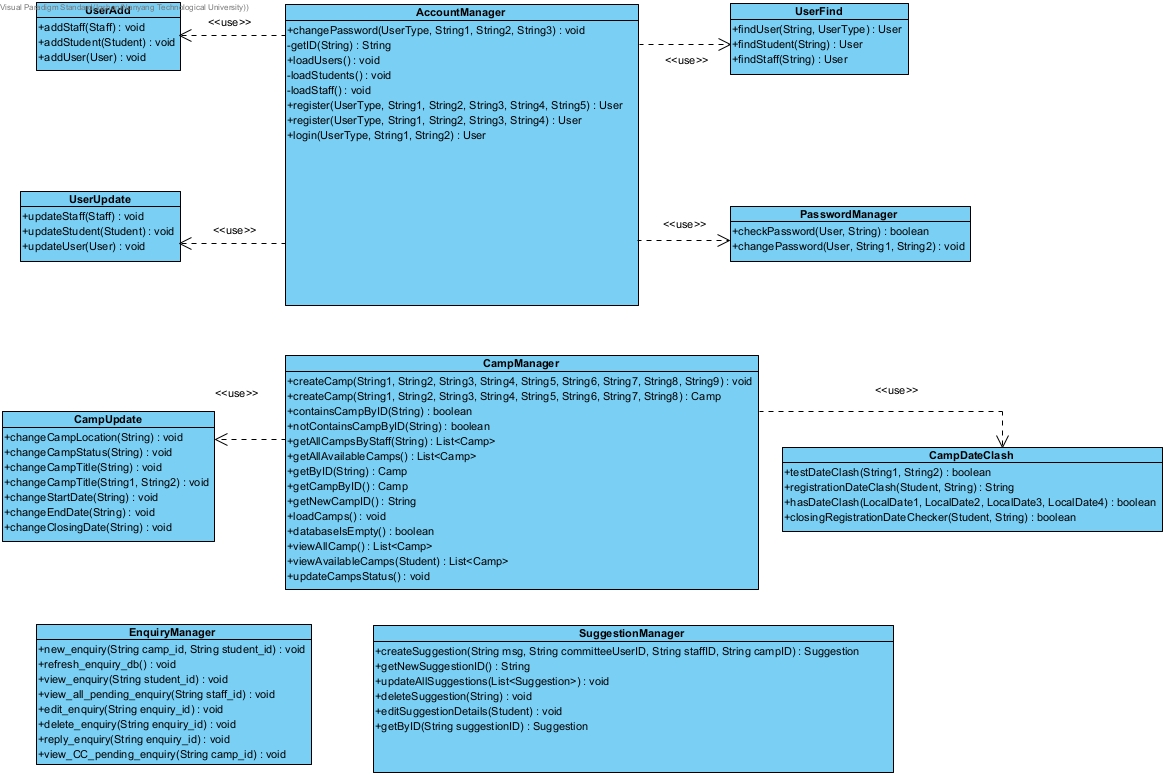 Visual Paradigm Standard
Nanyang Technological University))
UserAdd
+addStaff(Staff) : void
+addStudent(Student) : void
+addUser(User) : void
<<use>>
AccountManager
+changePassword(UserType, String1, String2, String3) : void
-getID(String) : String
+loadUsers() : void
-loadStudents() : void
-loadStaff() : void
+register(UserType, String1, String2, String3, String4, String5) : User
+register(UserType, String1, String2, String3, String4) : User
+login(UserType, String1, String2) : User
<<use>>
UserFind
+findUser(String, UserType) : User
+findStudent(String) : User
+findStaff(String) : User
UserUpdate
+updateStaff(Staff) : void
+updateStudent(Student) : void
+updateUser(User) : void
<<use>>
<<use>>
PasswordManager
+checkPassword(User, String) : boolean
+changePassword(User, String1, String2) : void
<<use>>
CampUpdate
+changeCampLocation(String) : void
+changeCampStatus(String) : void
+changeCampTitle(String) : void
+changeCampTitle(String1, String2) : void
+changeStartDate(String) : void
+changeEndDate(String) : void
+changeClosingDate(String) : void
CampManager
+createCamp(String1, String2, String3, String4, String5, String6, String7, String8, String9) : void
+createCamp(String1, String2, String3, String4, String5, String6, String7, String8) : Camp
+containsCampByID(String) : boolean
+notContainsCampByID(String) : boolean
+getAllCampsByStaff(String) : List<Camp>
+getAllAvailableCamps() : List<Camp>
+getByID(String) : Camp
+getCampByID() : Camp
+getNewCampID() : String
+loadCamps() : void
+databaseIsEmpty() : boolean
+viewAllCamp() : List<Camp>
+viewAvailableCamps(Student) : List<Camp>
+updateCampsStatus() : void
<<use>>
CampDateClash
+testDateClash(String1, String2) : boolean
+registrationDateClash(Student, String) : String
+hasDateClash(LocalDate1, LocalDate2, LocalDate3, LocalDate4) : boolean
+closingRegistrationDateChecker(Student, String) : boolean
EnquiryManager
+new_enquiry(String camp_id, String student_id) : void
+refresh_enquiry_db() : void
+view_enquiry(String student_id) : void
+view_all_pending_enquiry(String staff_id) : void
+edit_enquiry(String enquiry_id) : void
+delete_enquiry(String enquiry_id) : void
+reply_enquiry(String enquiry_id) : void
+view_CC_pending_enquiry(String camp_id) : void
SuggestionManager
+createSuggestion(String msg, String committeeUserID, String staffID, String campID) : Suggestion
+getNewSuggestionID() : String
+updateAllSuggestions(List<Suggestion>) : void
+deleteSuggestion(String) : void
+editSuggestionDetails(Student) : void
+getByID(String suggestionID) : Suggestion